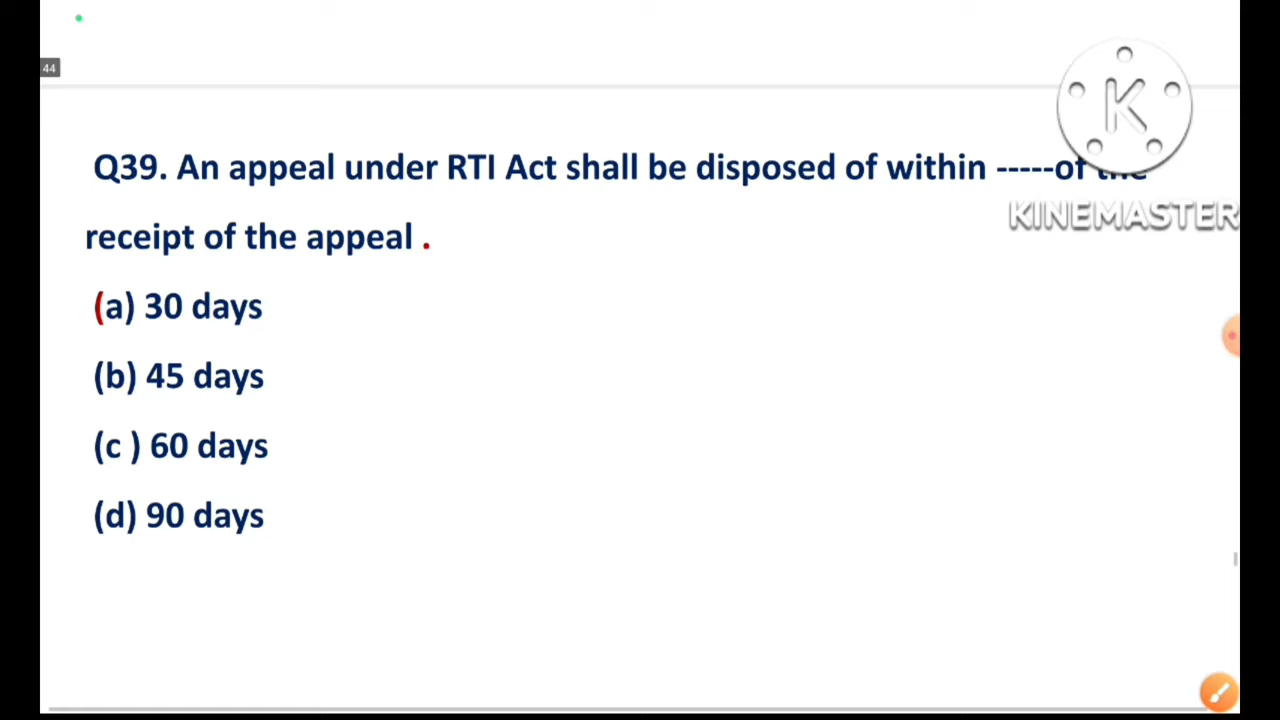 44
Q39. An appeal under RTI Act shall be disposed of within -----of the
receipt of the appeal .
(a) 30 days
(b) 45 days
(c ) 60 days
(d) 90 days
K
KINEMASTER